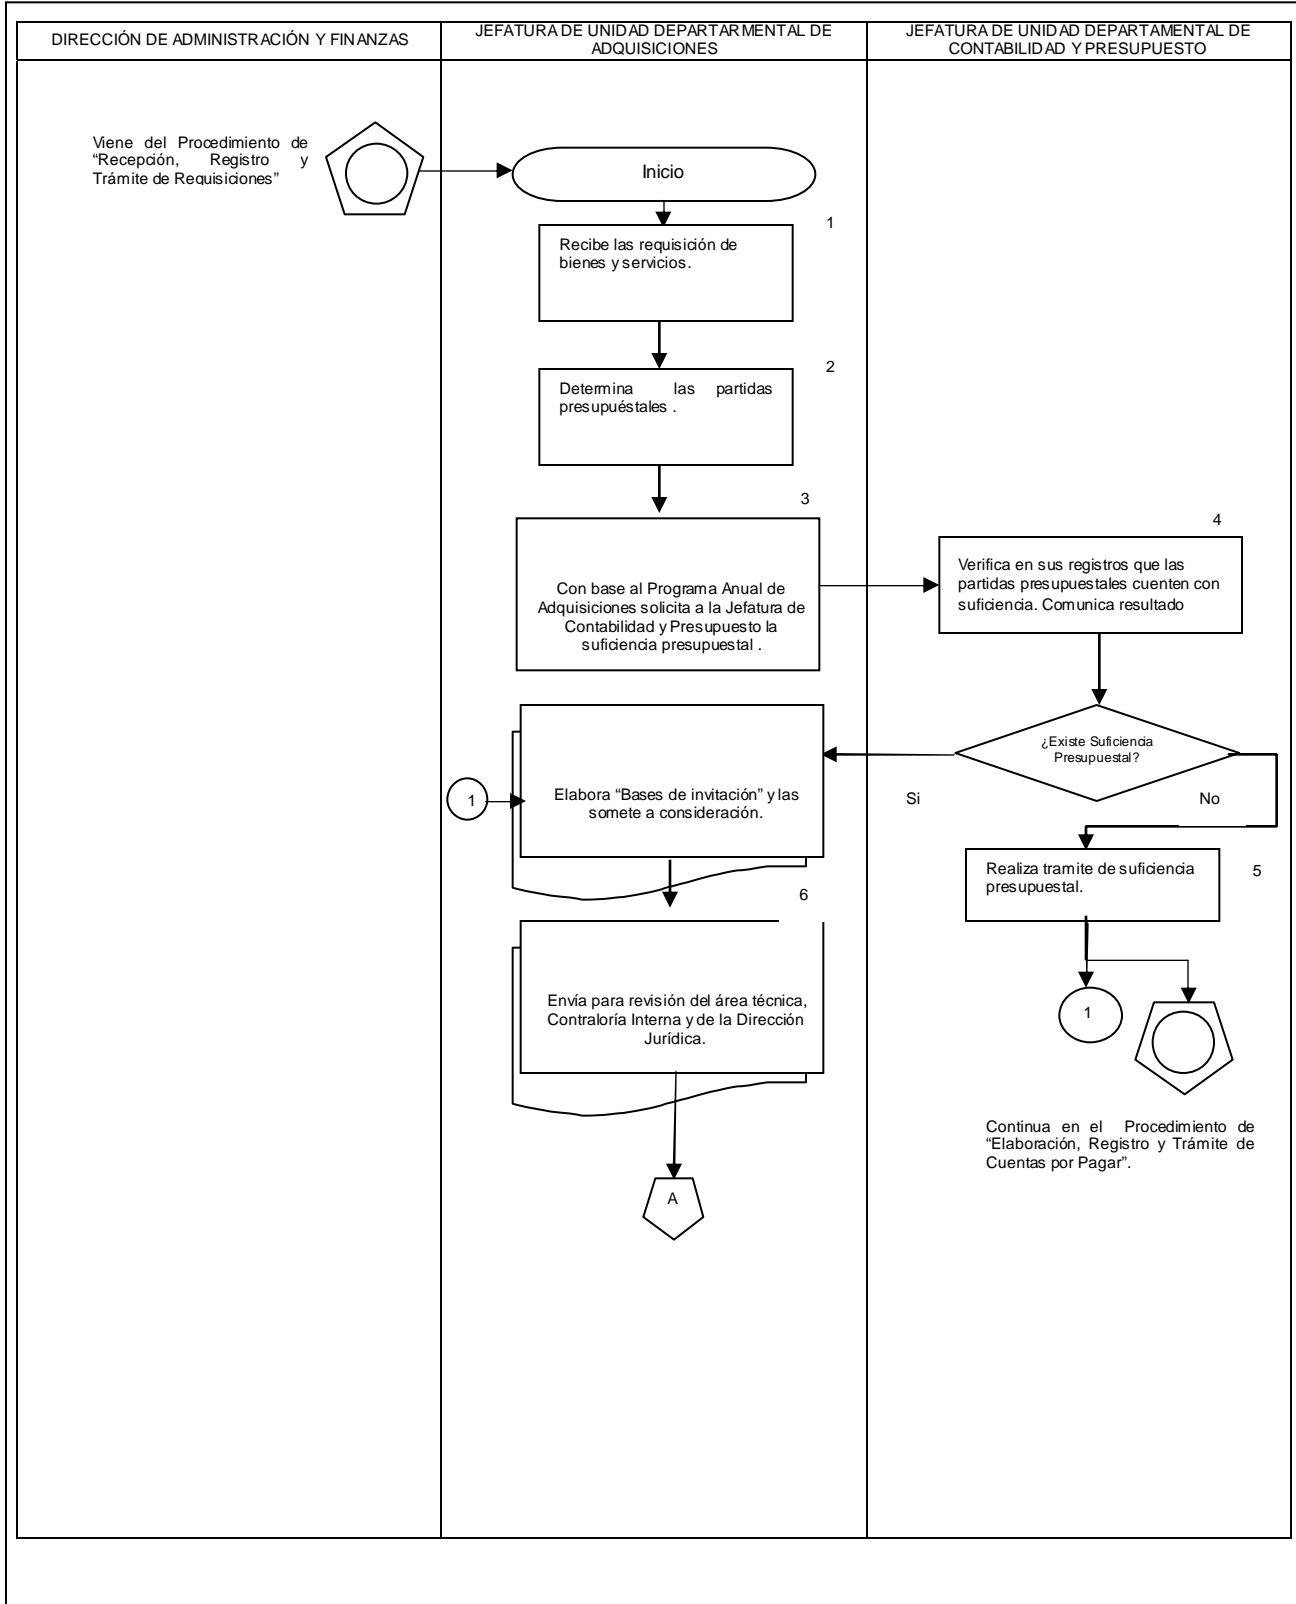 DIRECCIÓN DE ADMINISTRACIÓN Y FINANZAS
JEFATURA DE UNIDAD DEPARTARMENTAL DE
ADQUISICIONES
JEFATURA DE UNIDAD DEPARTAMENTAL DE
CONTABILIDAD Y PRESUPUESTO
Viene del Procedimiento de
“Recepción, Registro y
Trámite de Requisiciones”
Inicio
1
Recibe las requisición de
bienes y servicios.
2
Determina las partidas
presupuéstales .
3
Con base al Programa Anual de
Adquisiciones solicita a la Jefatura de
Contabilidad y Presupuesto la
suficiencia presupuestal .
4
Verifica en sus registros que las
partidas presupuestales cuenten con
suficiencia. Comunica resultado
¿Existe Suficiencia
Presupuestal?
Si
No
1
Elabora “Bases de invitación” y las
somete a consideración.
Realiza tramite de suficiencia
presupuestal.
5
6
Envía para revisión del área técnica,
Contraloría Interna y de la Dirección
Jurídica.
1
Continua en el Procedimiento de
“Elaboración, Registro y Trámite de
Cuentas por Pagar”.
A